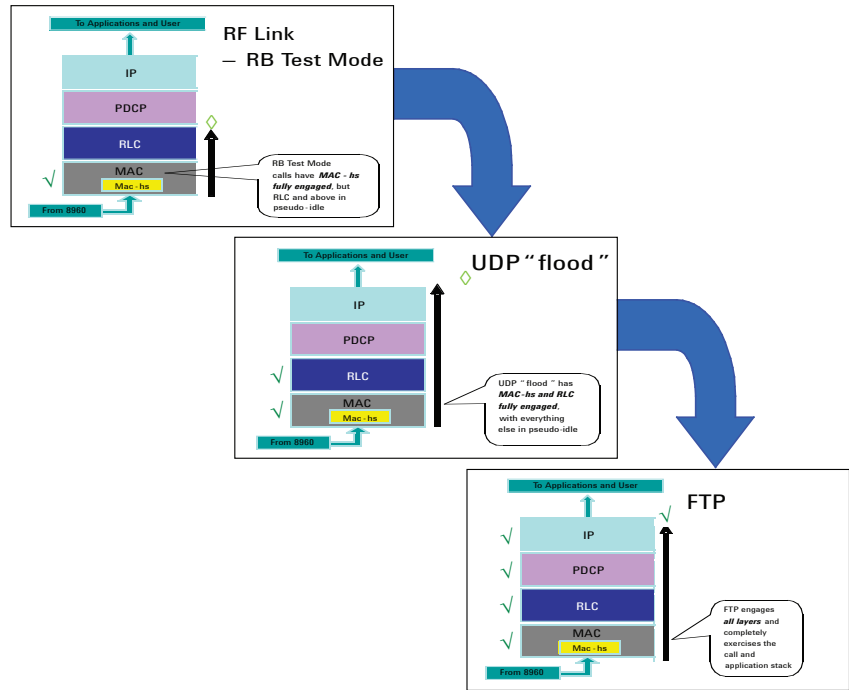 To Applications and User
RF Link
– RB Test Mode
IP
PDCP
RLC
MAC
Mac-hs
From 8960
RB Test Mode
calls have MAC - hs
fully engaged, but
RLC and above in
pseudo-idle
To Applications and User
UDP “flood”
IP
PDCP
RLC
MAC
Mac-hs
From 8960
UDP “flood” has
MAC-hs and RLC
fully engaged,
with everything
else in pseudo-idle
To Applications and User
FTP
IP
PDCP
RLC
MAC
Mac-hs
From 8960
FTP engages
all layers and
completely
exercises the
call and
application stack